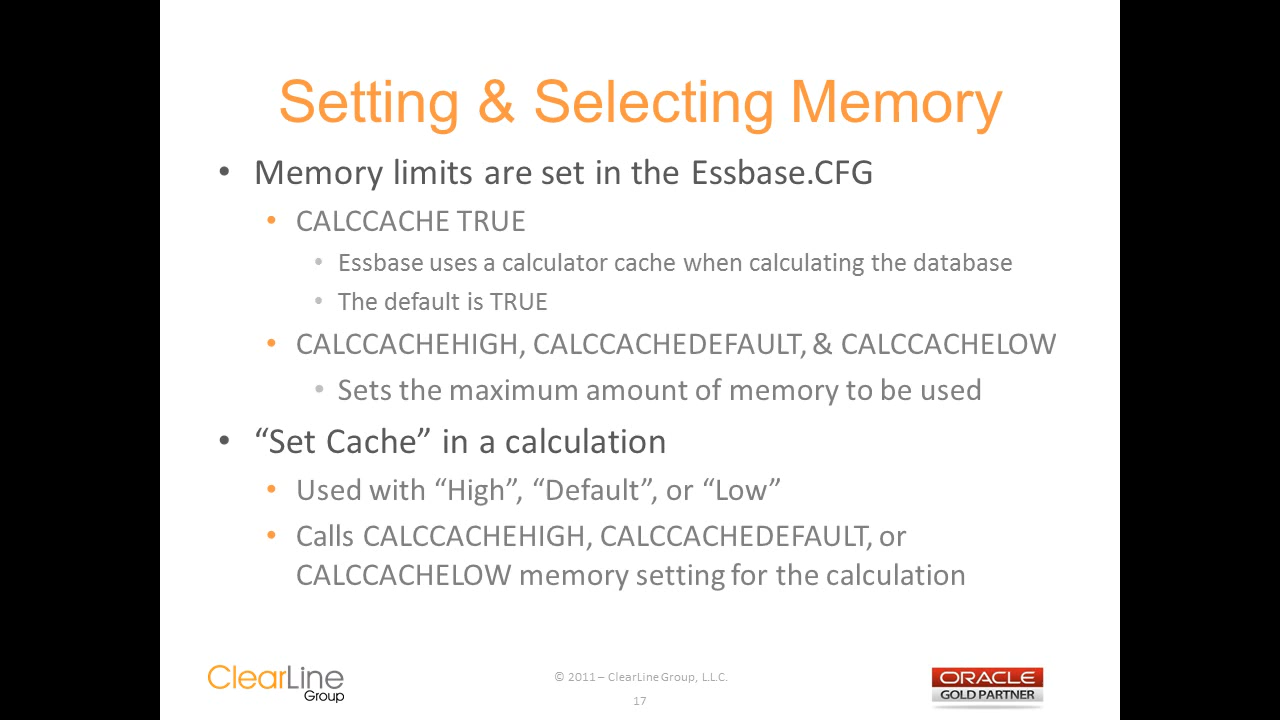 Setting & Selecting Memory
• Memory limits are set in the Essbase.CFG
• CALCCACHE TRUE
• Essbase uses a calculator cache when calculating the database
• The default is TRUE
• CALCCACHEHIGH, CALCCACHEDEFAULT, & CALCCACHELOW
• Sets the maximum amount of memory to be used
• “Set Cache” in a calculation
• Used with “High”, “Default”, or “Low”
• Calls CALCCACHEHIGH, CALCCACHEDEFAULT, or
CALCCACHELOW memory setting for the calculation
ClearLine
Group
© 2011 – ClearLine Group, L.L.C.
17
ORACLE
GOLD PARTNER